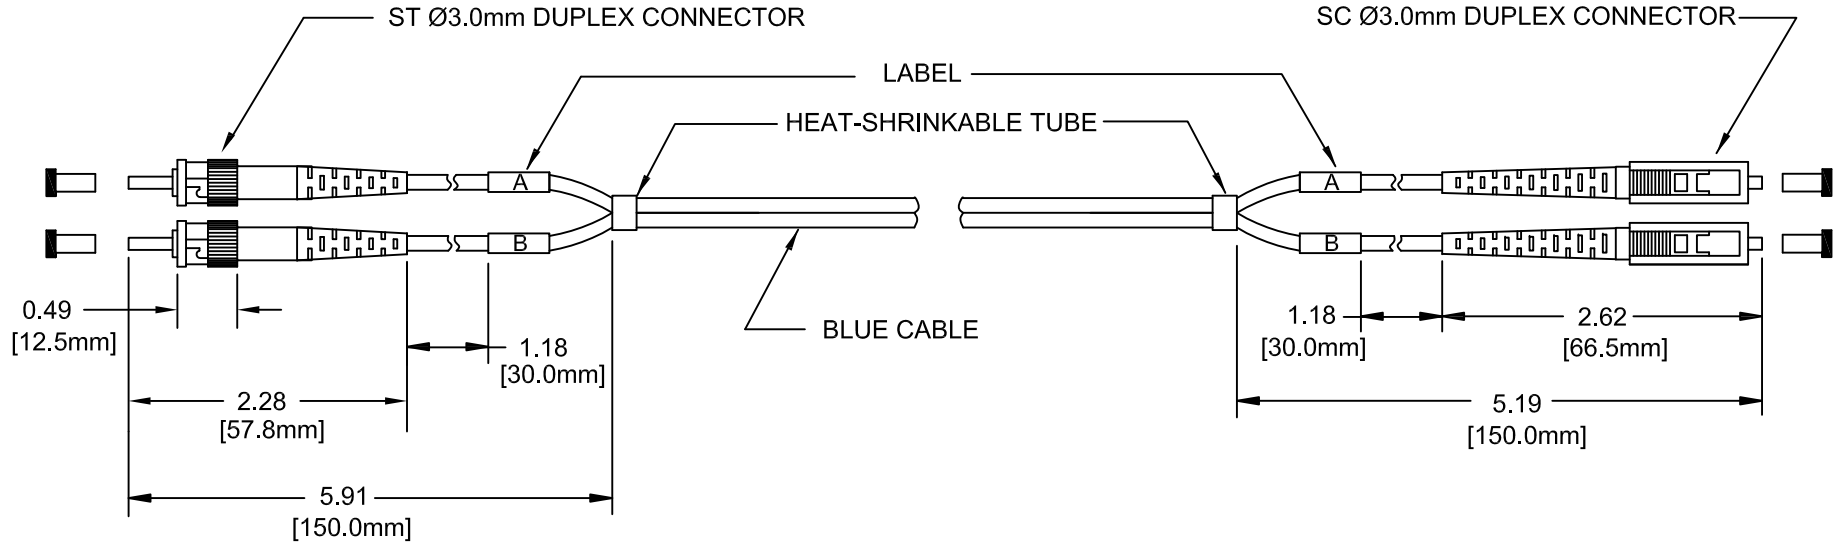 ST Ø3.0mm DUPLEX CONNECTOR
SC Ø3.0mm DUPLEX CONNECTOR
LABEL
HEAT-SHRINKABLE TUBE
A
A
B
B
BLUE CABLE
0.49
[12.5mm]
1.18
[30.0mm]
2.28
[57.8mm]
5.91
[150.0mm]
1.18
[30.0mm]
2.62
[66.5mm]
5.19
[150.0mm]